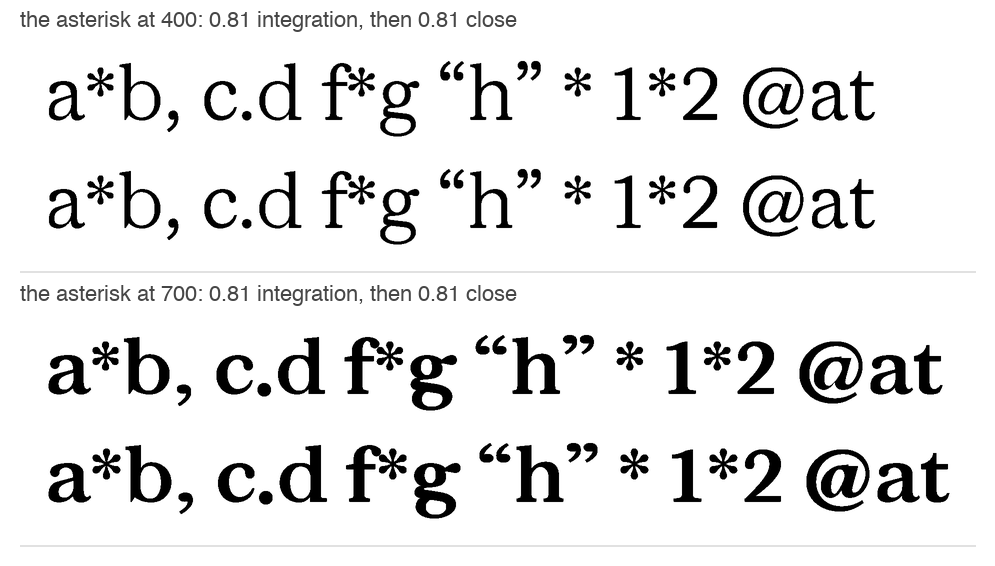 the asterisk at 400: 0.81 integration, then 0.81 close
a*b, c.d f*g “h” * 1*2 @at
a*b, c.d f*g “h” * 1*2 @at
the asterisk at 700: 0.81 integration, then 0.81 close
a*b, c.d f*g “h” * 1*2 @at
a*b, c.d f*g “h” * 1*2 @at